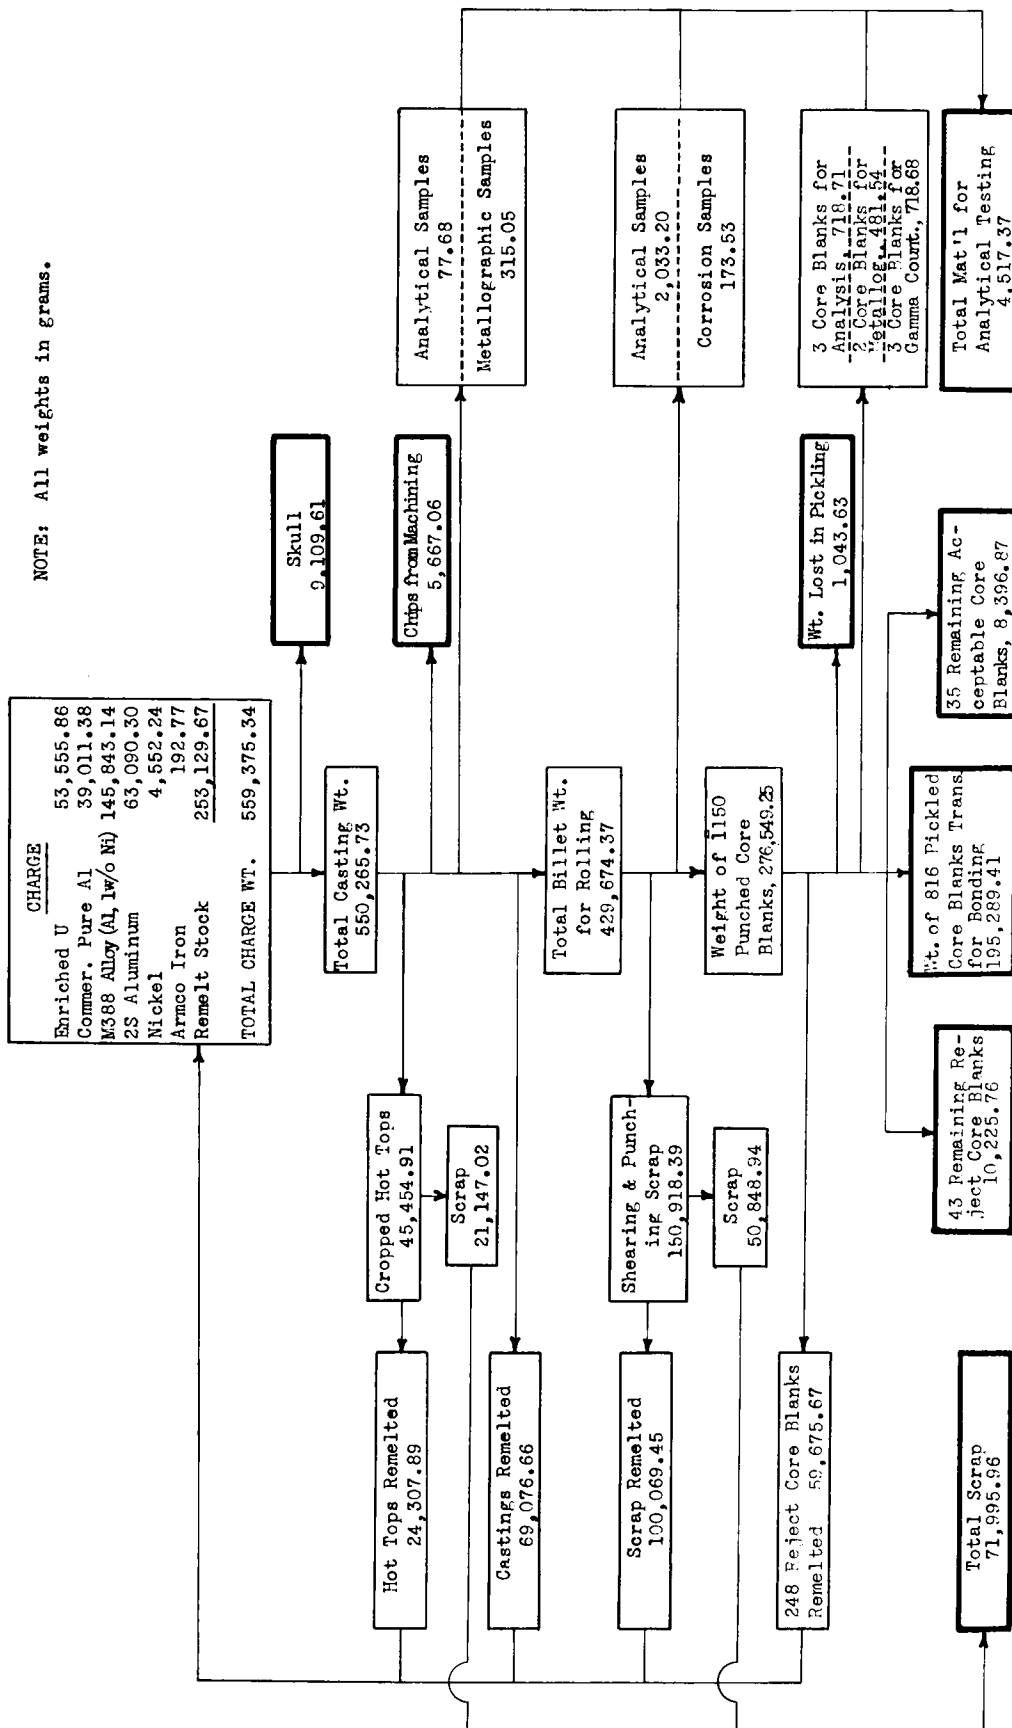 NOTE: All weights in grams.
CHARGE
Enriched U 53,555.86
Commer. Pure Al 39,011.38
M388 Alloy (Al, 1w/o Ni) 145,843.14
2S Aluminum 63,090.30
Nickel 4,552.24
Armco Iron 192.77
Remelt Stock 253,129.67
TOTAL CHARGE WT. 559,375.34
Skull
9,109.61
Total Casting Wt.
550,265.73
Chips from Machining
5,667.06
Analytical Samples
77.68
Metallographic Samples
315.05
Cropped Hot Tops
45,454.91
Scrap
21,147.02
Hot Tops Remelted
24,307.89
Castings Remelted
69,076.66
Total Billet Wt.
for Rolling
429,674.37
Analytical Samples
2,033.20
Corrosion Samples
173.53
Shearing & Punch-
ing Scrap
150,918.39
Scrap
50,848.94
Scrap Remelted
100,069.45
Weight of 1150
Punched Core
Blanks, 276,549.25
Wt. Lost in Pickling
1,043.63
3 Core Blanks for
Analysis, 718.71
2 Core Blanks for
Metallog., 481.54
3 Core Blanks for
Gamma Count., 718.68
248 Reject Core Blanks
Remelted 59,675.67
Total Scrap
71,995.96
43 Remaining Re-
ject Core Blanks
10,225.76
Wt. of 816 Pickled
Core Blanks Trans.
for Bonding
195,289.41
35 Remaining Ac-
ceptable Core
Blanks, 8,396.87
Total Mat'l for
Analytical Testing
4,517.37